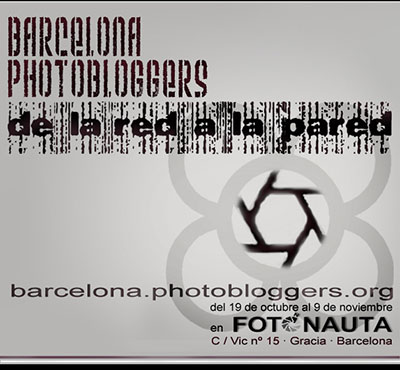 BARCELONA
PHOTOBLOGGERS
de la red a la pared
barcelona.photobloggers.org
del 19 de octubre al 9 de noviembre
en FOTONAUTA
C / Vic nº 15 · Gracia · Barcelona